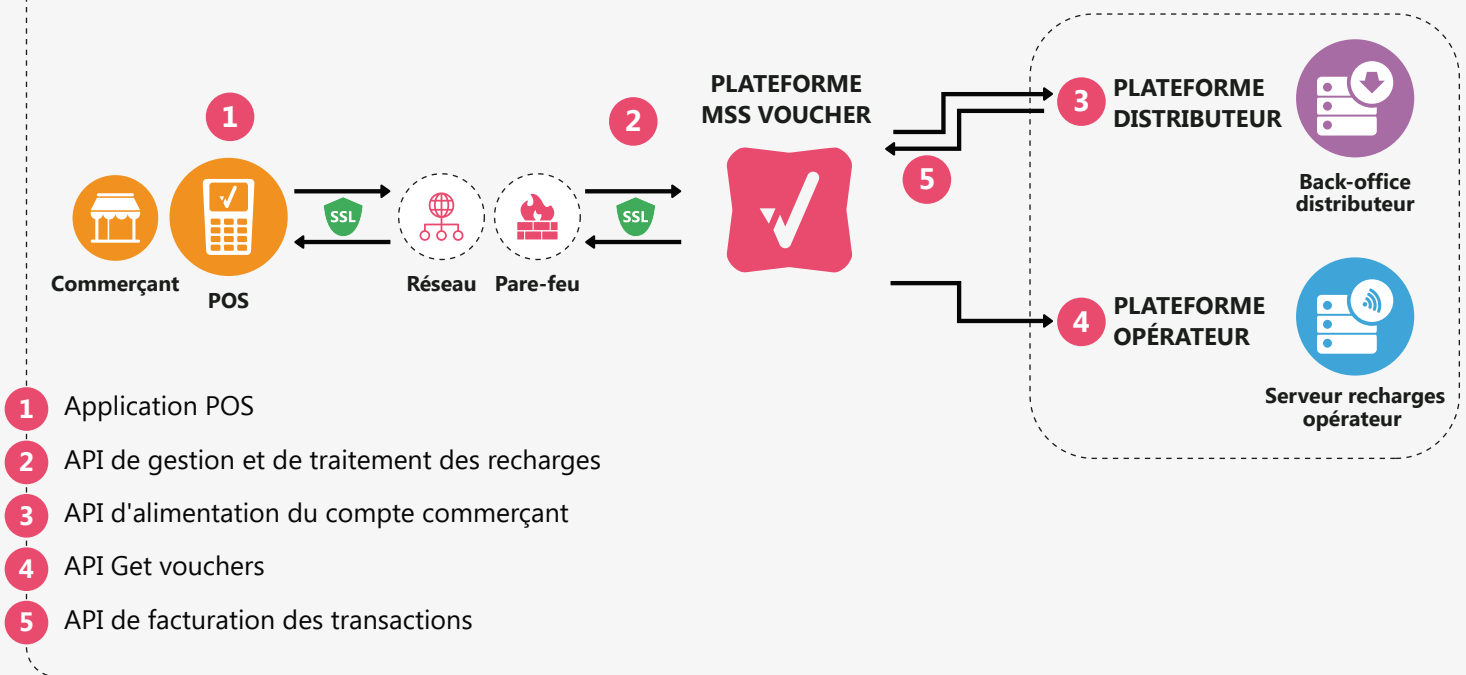 1
Commerçant
POS
SSL
Réseau
Pare-feu
2
SSL
PLATEFORME
MSS VOUCHER
3
PLATEFORME
DISTRIBUTEUR
5
Back-office
distributeur
4
PLATEFORME
OPÉRATEUR
Serveur recharges
opérateur
1 Application POS
2 API de gestion et de traitement des recharges
3 API d'alimentation du compte commerçant
4 API Get vouchers
5 API de facturation des transactions